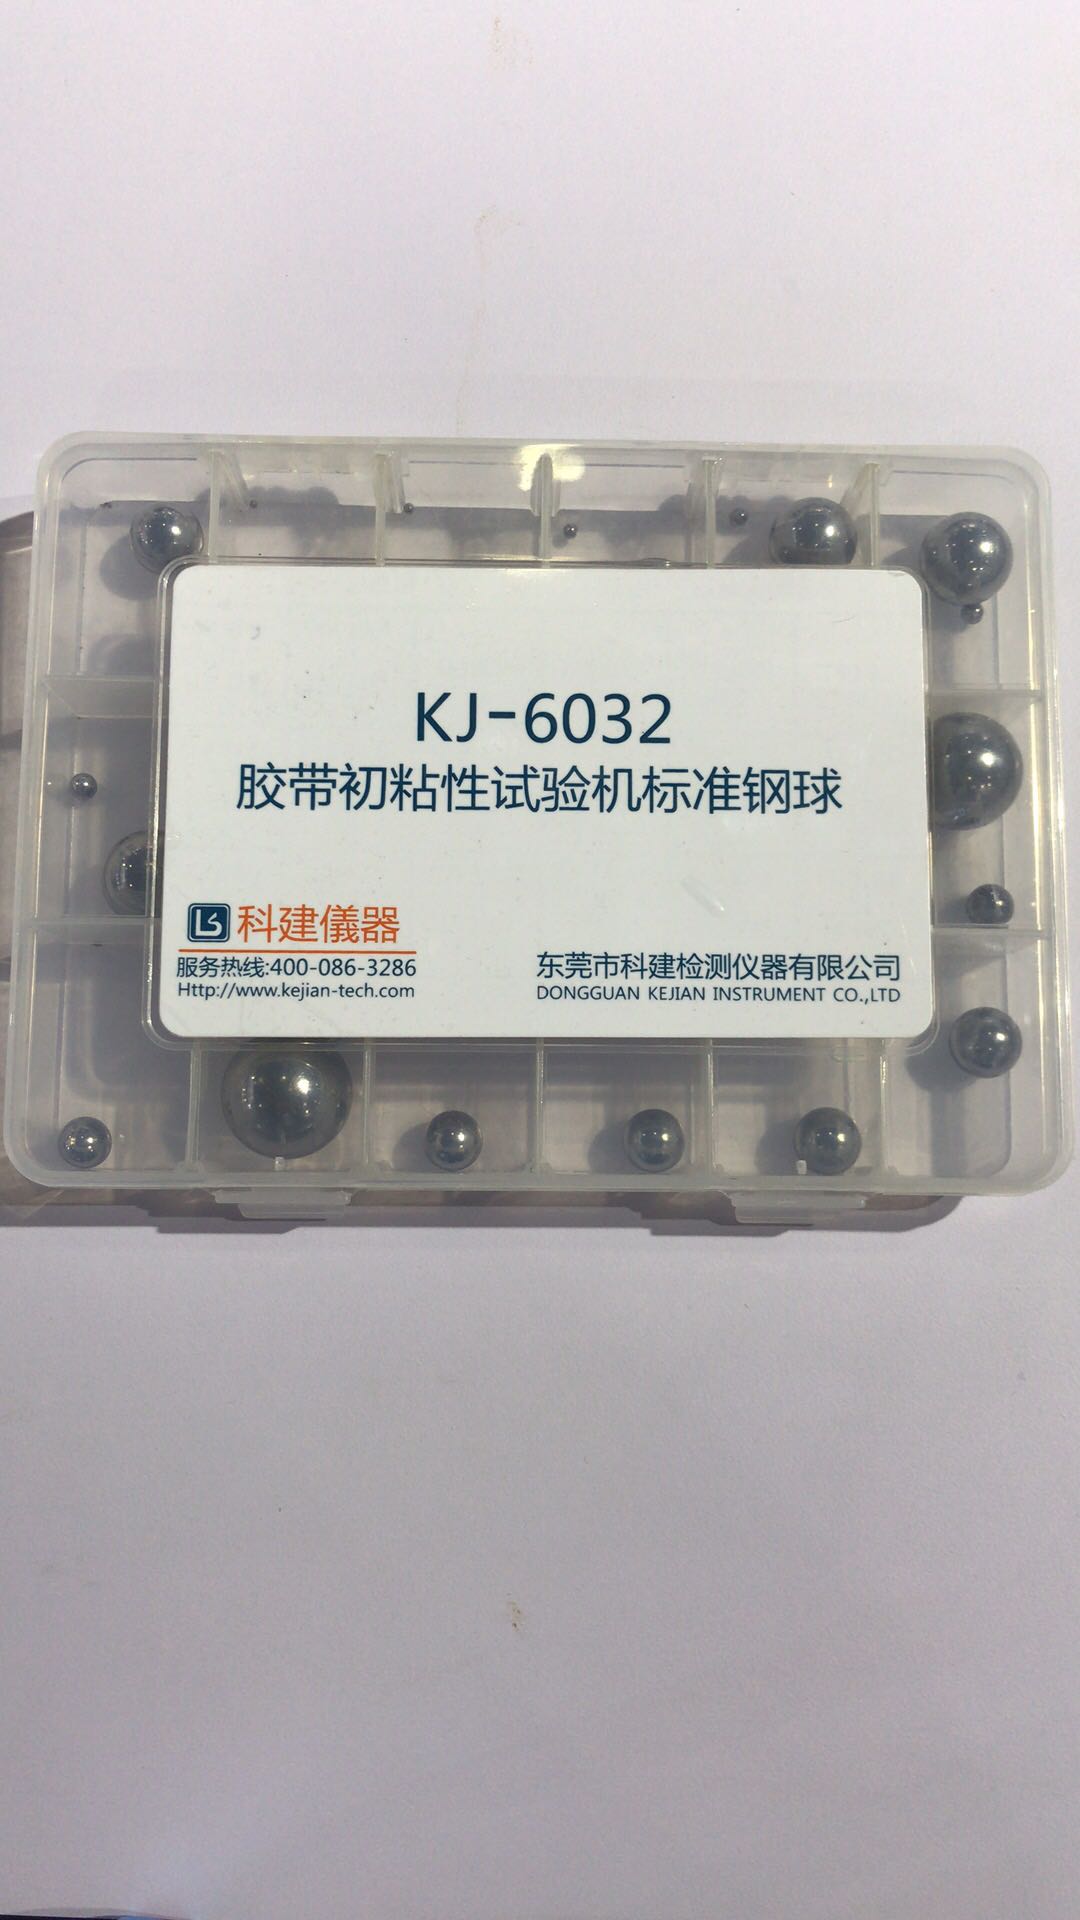 KJ-6032
胶带初粘性试验机标准钢球
科建儀器
服务热线:400-086-3286
Http://www.kejian-tech.com
东莞市科建检测仪器有限公司
DONGGUAN KEJIAN INSTRUMENT CO.,LTD